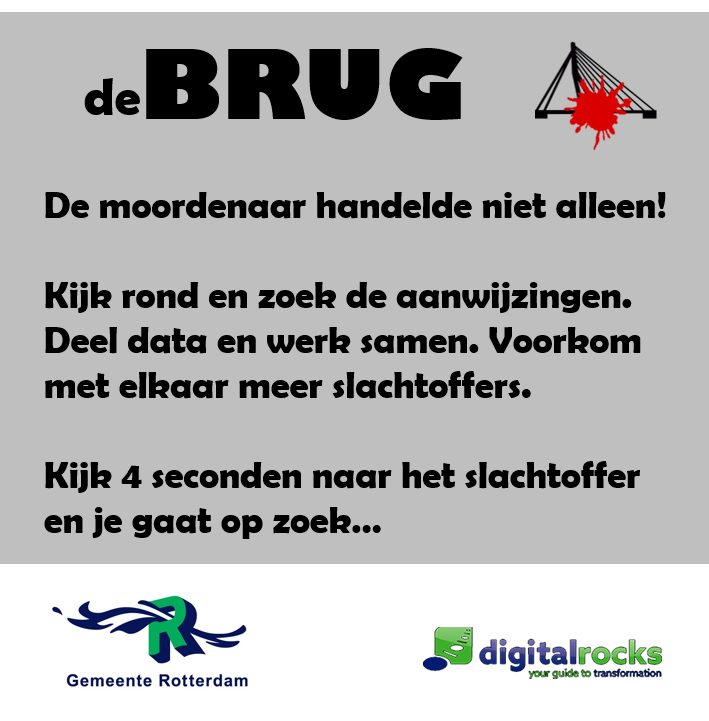 de BRUG
De moordenaar handelde niet alleen!
Kijk rond en zoek de aanwijzingen.
Deel data en werk samen. Voorkom
met elkaar meer slachtoffers.
Kijk 4 seconden naar het slachtoffer
en je gaat op zoek...
R
Gemeente Rotterdam
digitalrocks
your guide to transformation